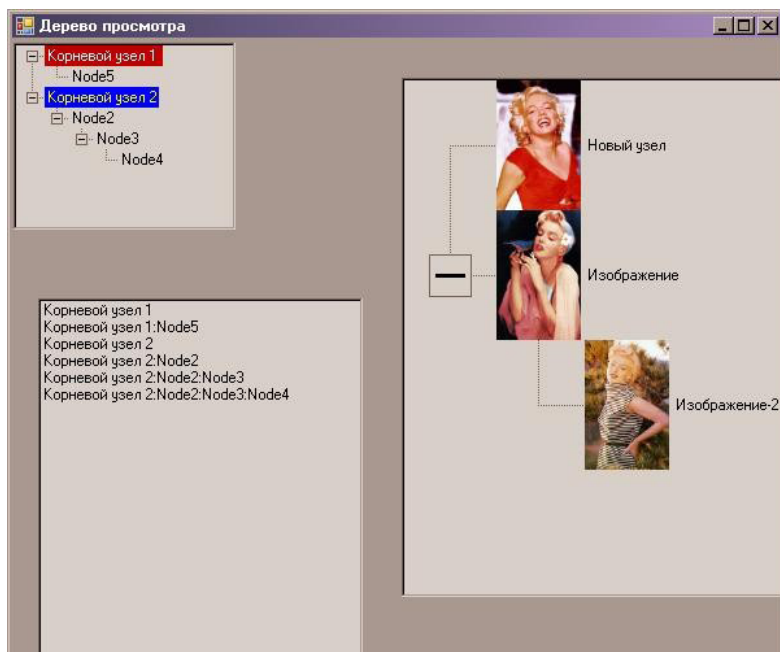 Дерево просмотра
Корневой узел 1
Node5
Корневой узел 2
Node2
Node3
Node4
Новый узел
Изображение
Изображение-2
Корневой узел 1
Корневой узел 1:Node5
Корневой узел 2
Корневой узел 2:Node2
Корневой узел 2:Node2:Node3
Корневой узел 2:Node2:Node3:Node4